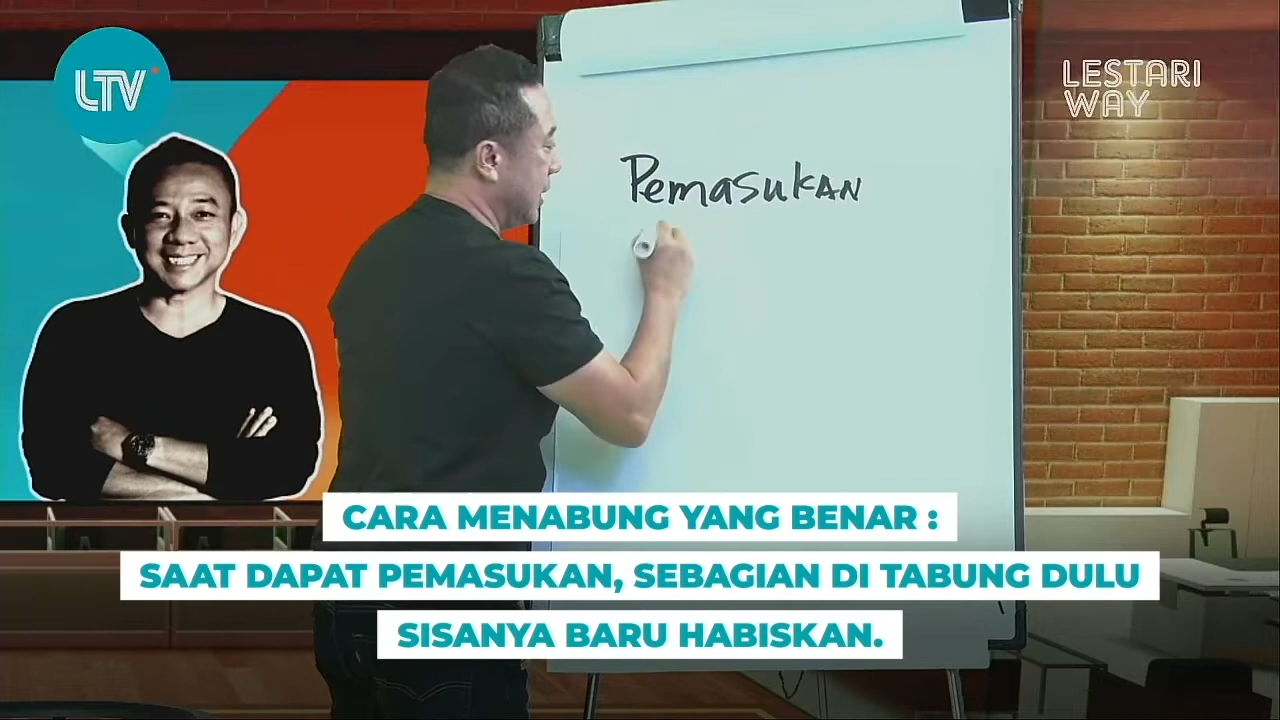 LTV
LESTARI
WAY
PemasukAN
CARA MENABUNG YANG BENAR :
SAAT DAPAT PEMASUKAN, SEBAGIAN DI TABUNG DULU
SISANYA BARU HABISKAN.